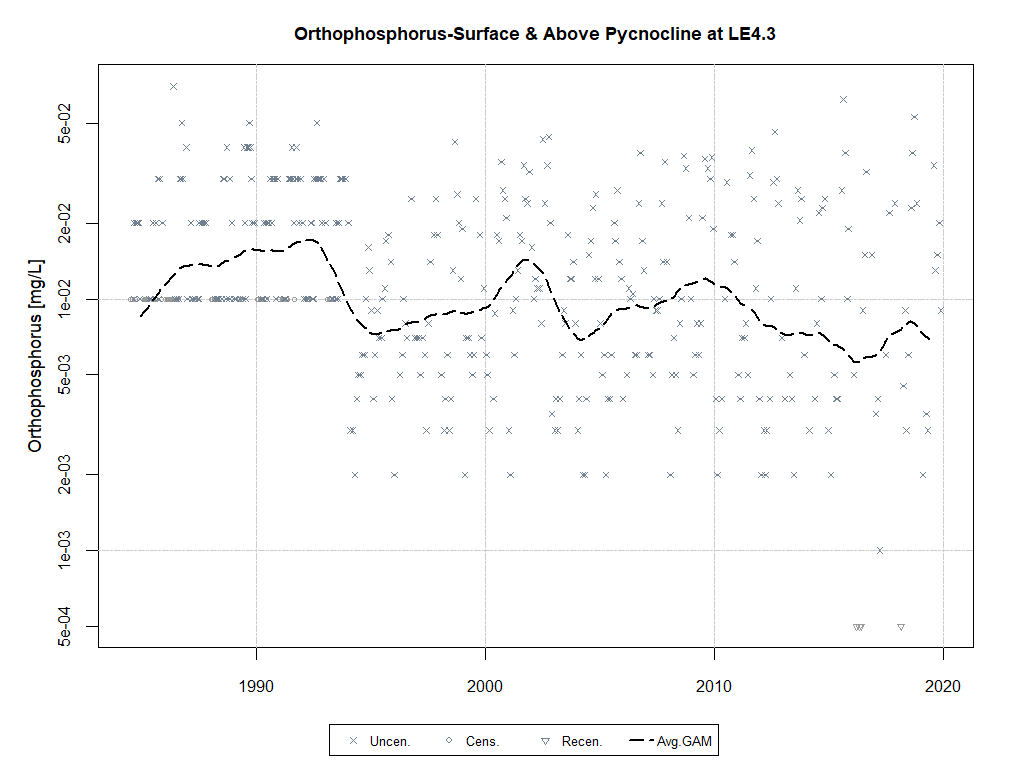 Orthophosphorus-Surface & Above Pycnocline at LE4.3
Orthophosphorus [mg/L]
5e-02
2e-02
1e-02
5e-03
2e-03
1e-03
5e-04
1990 2000 2010 2020
Uncen. Cens. Recen. Avg.GAM